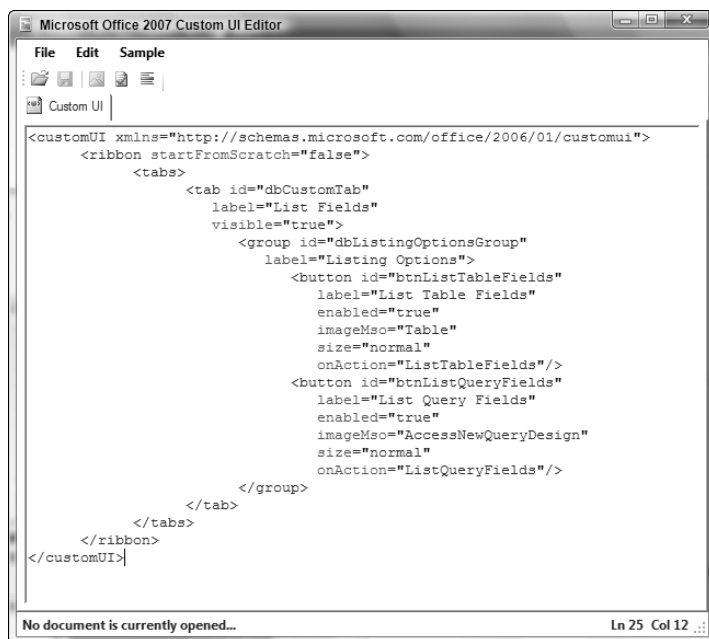 Microsoft Office 2007 Custom UI Editor
File Edit Sample
Custom UI
<customUI xmlns="http://schemas.microsoft.com/office/2006/01/customui">
<ribbon startFromScratch="false">
<tabs>
<tab id="dbCustomTab"
label="List Fields"
visible="true">
<group id="dbListingOptionsGroup"
label="Listing Options">
<button id="btnListTableFields"
label="List Table Fields"
enabled="true"
imageMso="Table"
size="normal"
onAction="ListTableFields"/>
<button id="btnListQueryFields"
label="List Query Fields"
enabled="true"
imageMso="AccessNewQueryDesign"
size="normal"
onAction="ListQueryFields"/>
</group>
</tab>
</tabs>
</ribbon>
</customUI>
No document is currently opened... Ln 25 Col 12